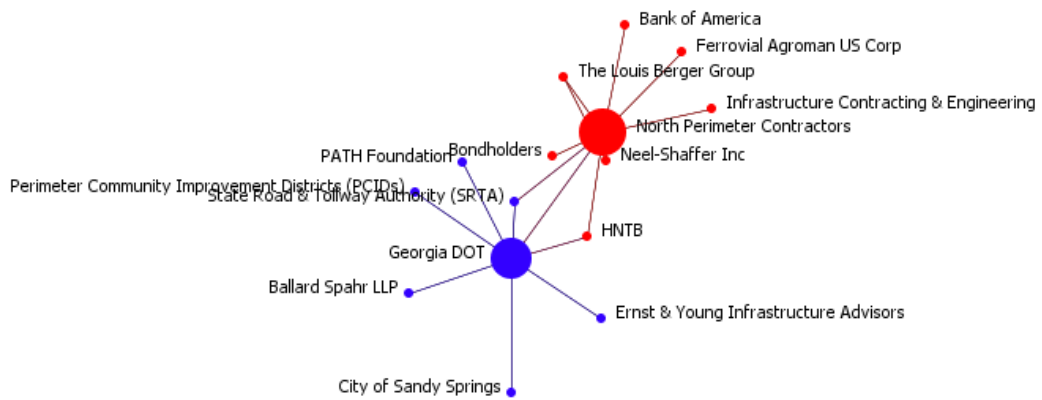 Bank of America
Ferrovial Agroman US Corp
The Louis Berger Group
Infrastructure Contracting & Engineering
North Perimeter Contractors
Bondholders
Neel-Shaffer Inc
PATH Foundation
Perimeter Community Improvement Districts (PCIDs)
State Road & Tollway Authority (SRTA)
HNTB
Georgia DOT
Ballard Spahr LLP
Ernst & Young Infrastructure Advisors
City of Sandy Springs